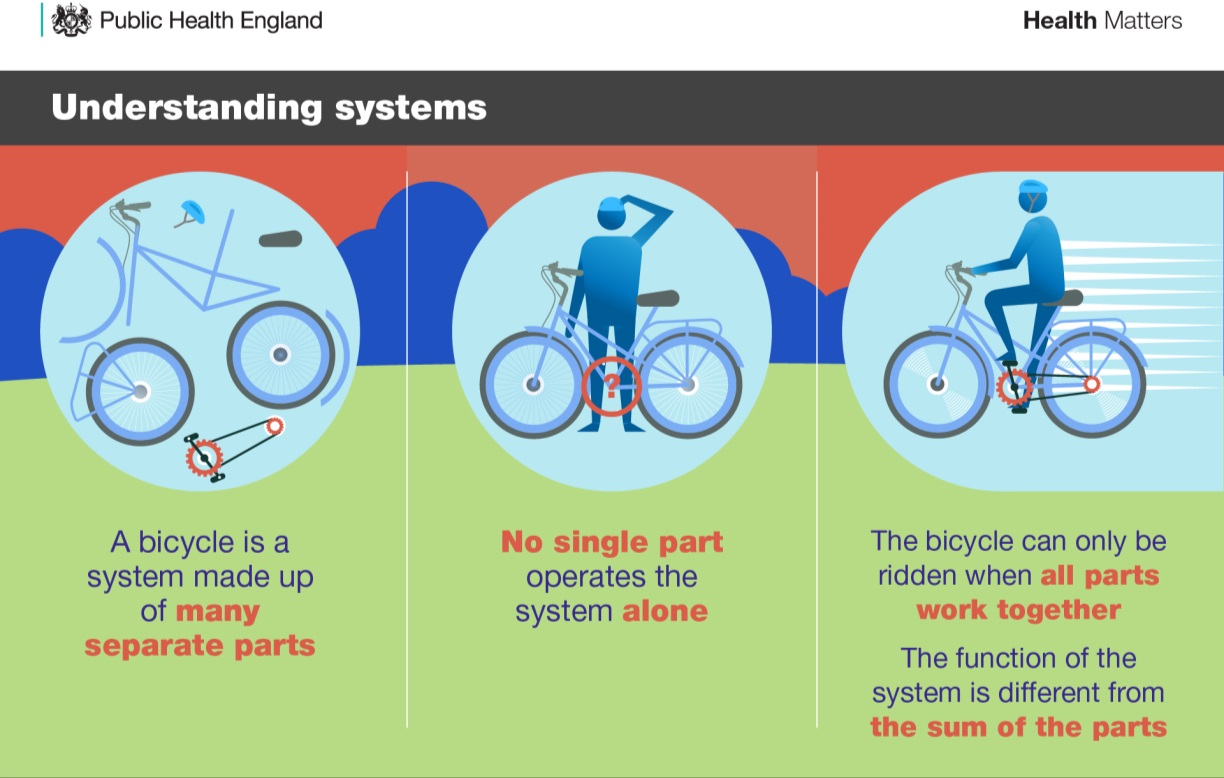 Public Health England
Health Matters
Understanding systems
?
A bicycle is a
system made up
of many
separate parts
No single part
operates the
system alone
The bicycle can only be
ridden when all parts
work together
The function of the
system is different from
the sum of the parts